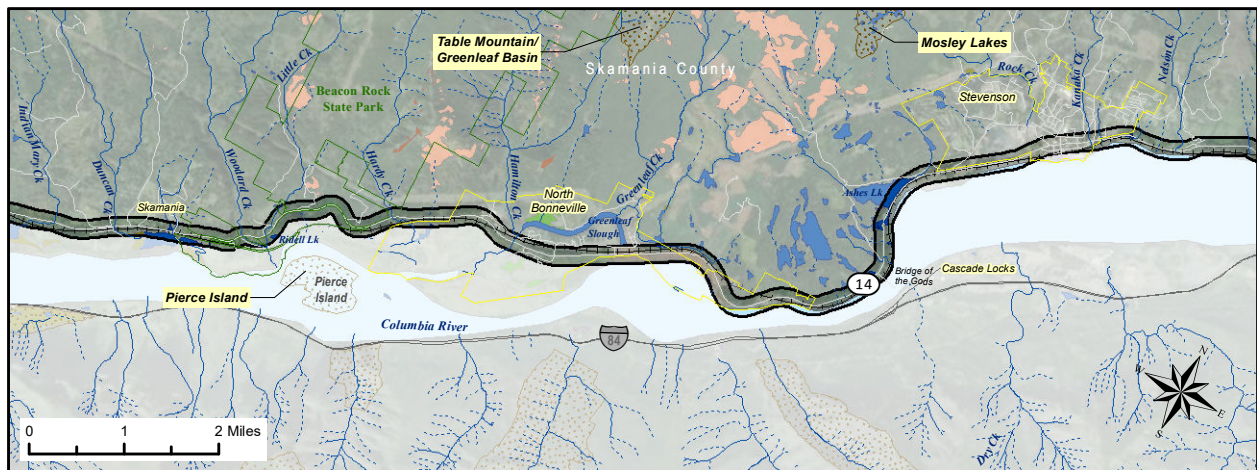 Table Mountain/
Greenleaf Basin
Mosley Lakes
Skamania County
Little Ck
Beacon Rock
State Park
Rock Ck
Kanaka Ck
Nelson Ck
Stevenson
Indian Mary Ck
Duncan Ck
Woodard Ck
Hardy Ck
Hamilton Ck
Greenleaf Ck
Ashes Lk
Skamania
North
Bonneville
Greenleaf
Slough
Ridell Lk
Bridge of
the Gods
Cascade Locks
14
Pierce Island
Pierce
Island
Columbia River
84
Dry Ck
N
W
E
S
0 1 2 Miles